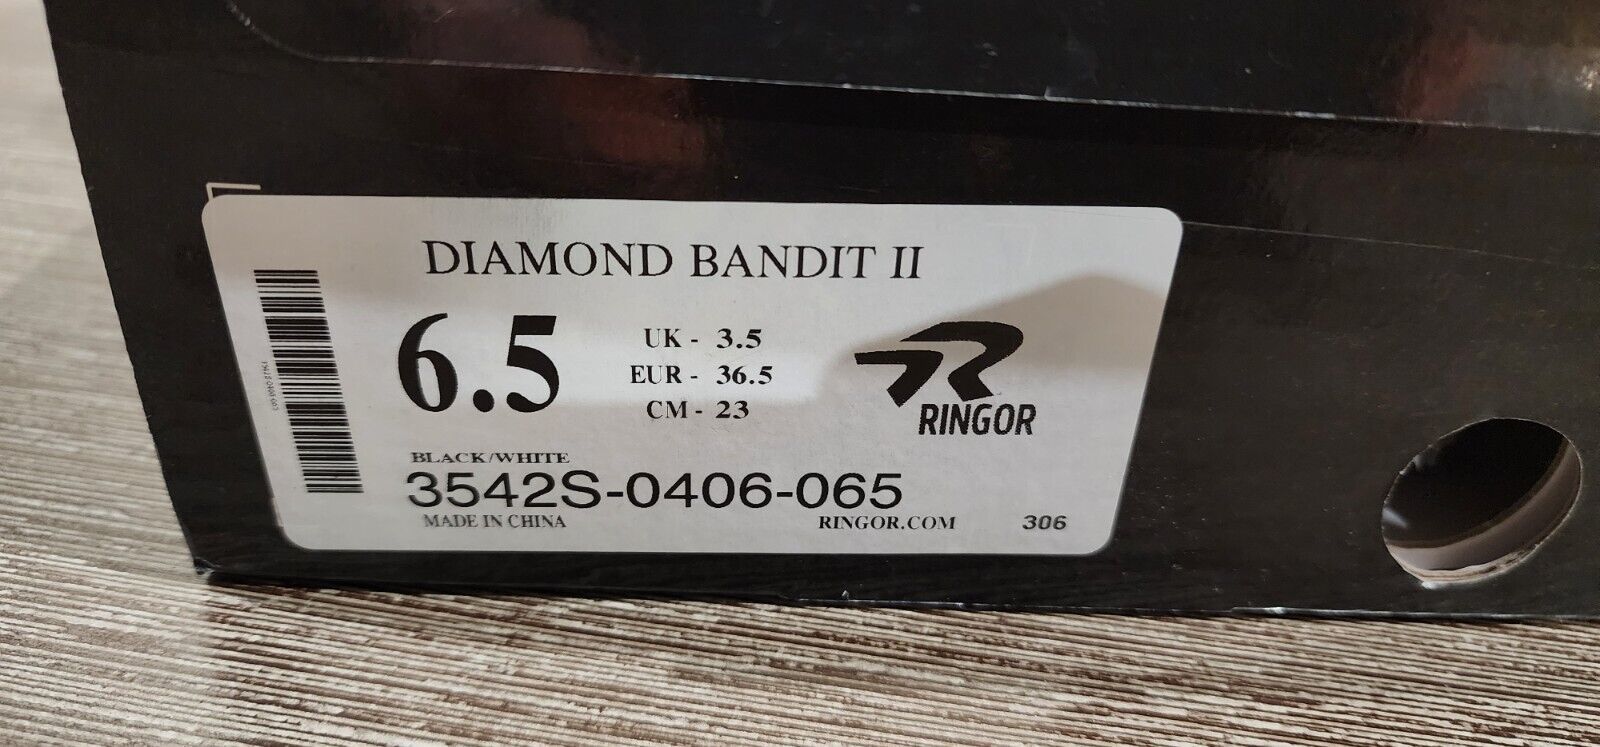 DIAMOND BANDIT II
6.5
UK - 3.5
EUR - 36.5
CM - 23
RINGOR
BLACK/WHITE
3542S-0406-065
MADE IN CHINA
RINGOR.COM
306